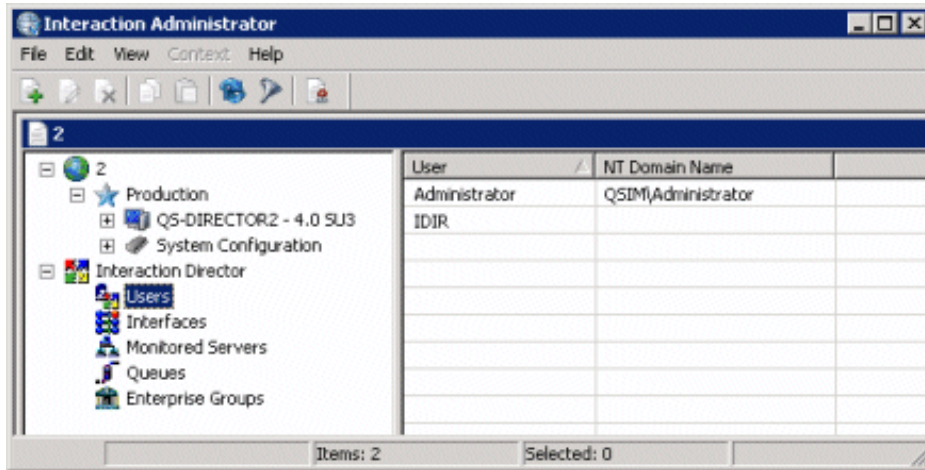 Interaction Administrator
File Edit View Context Help
2
2
Production
QS-DIRECTOR2 - 4.0 SU3
System Configuration
Interaction Director
Users
Interfaces
Monitored Servers
Queues
Enterprise Groups
User NT Domain Name
Administrator QSIM\Administrator
IDIR
Items: 2 Selected: 0